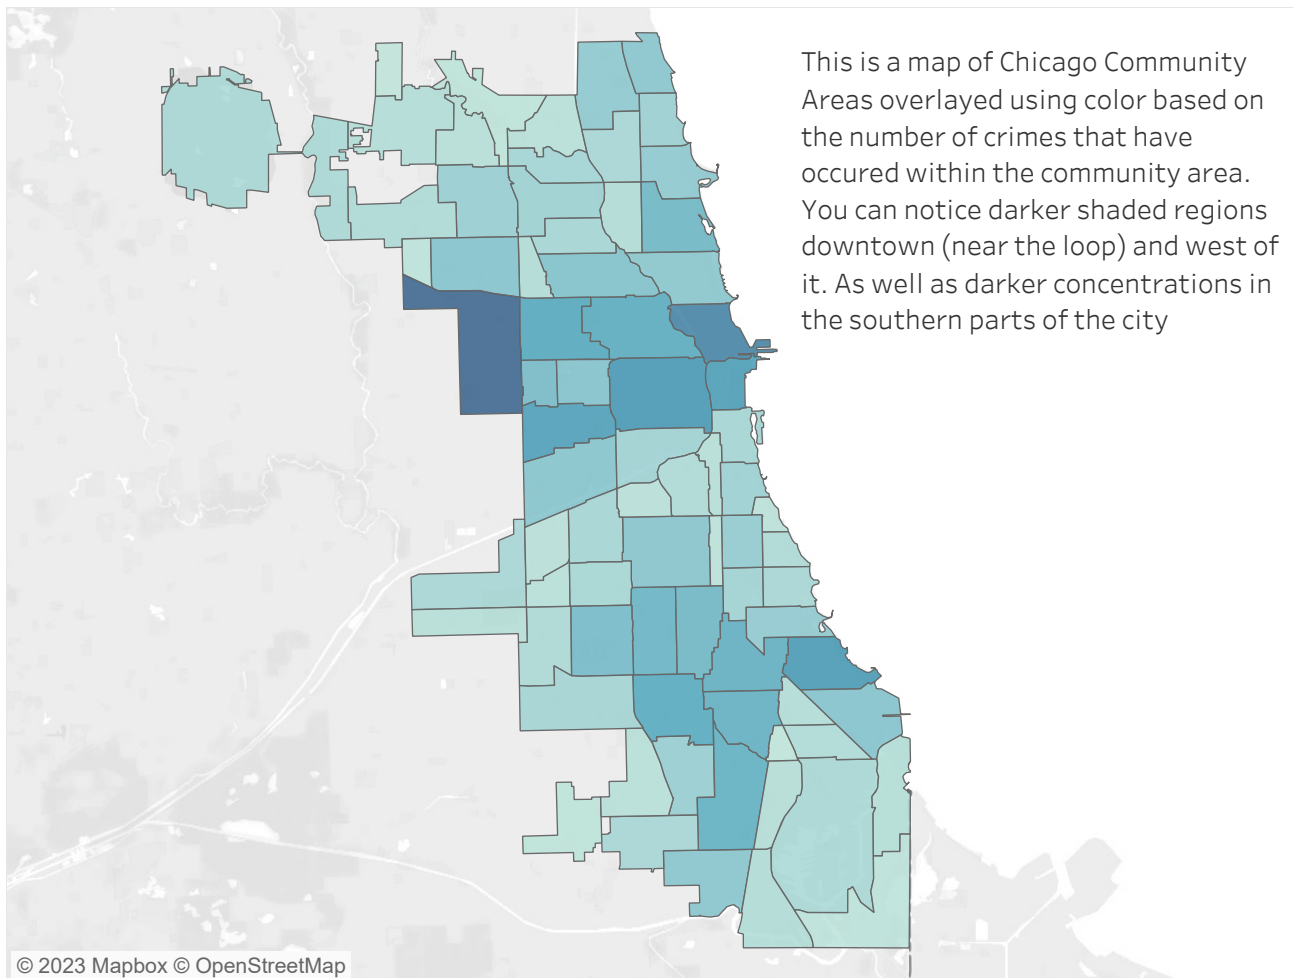 This is a map of Chicago Community
Areas overlayed using color based on
the number of crimes that have
occured within the community area.
You can notice darker shaded regions
downtown (near the loop) and west of
it. As well as darker concentrations in
the southern parts of the city
© 2023 Mapbox © OpenStreetMap